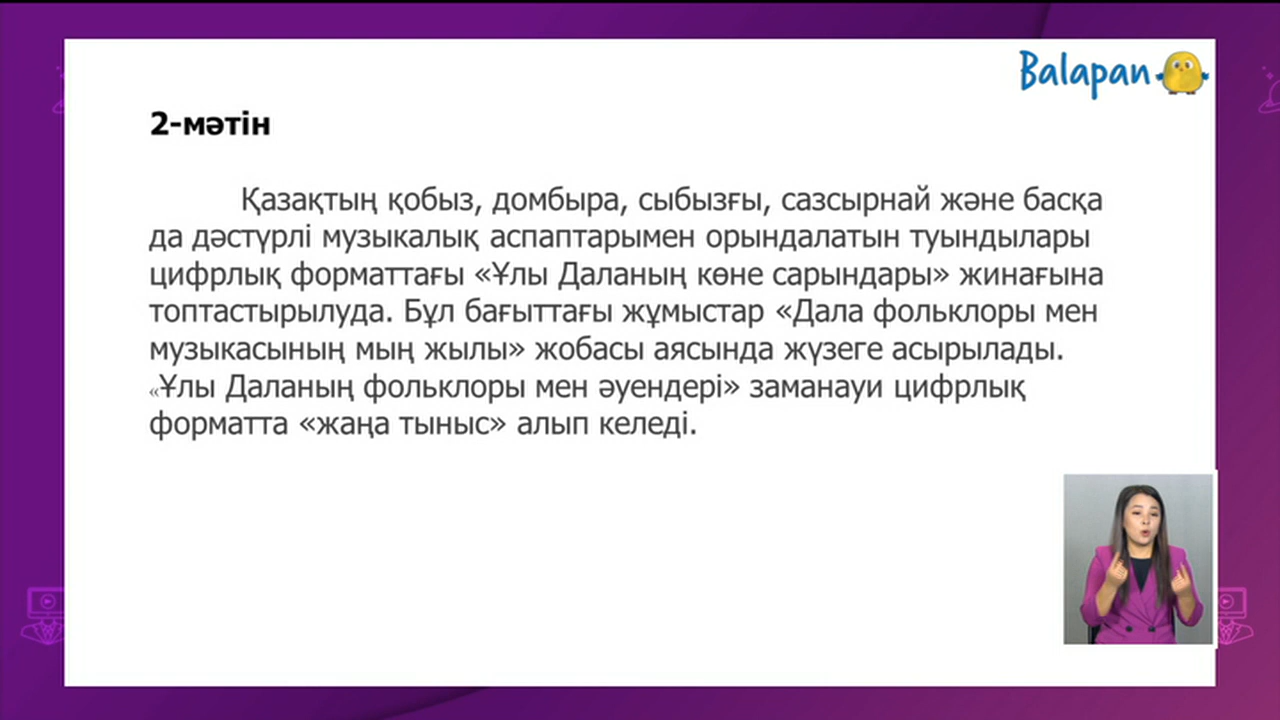 Balapan
2-мәтін
Қазақтың қобыз, домбыра, сыбызғы, сазсырнай және басқа
да дәстүрлі музыкалық аспаптарымен орындалатын туындылары
цифрлық форматтағы «Ұлы Даланың көне сарындары» жинағына
топтастырылуда. Бұл бағыттағы жұмыстар «Дала фольклоры мен
музыкасының мың жылы» жобасы аясында жүзеге асырылады.
«Ұлы Даланың фольклоры мен әуендері» заманауи цифрлық
форматта «жаңа тыныс» алып келеді.